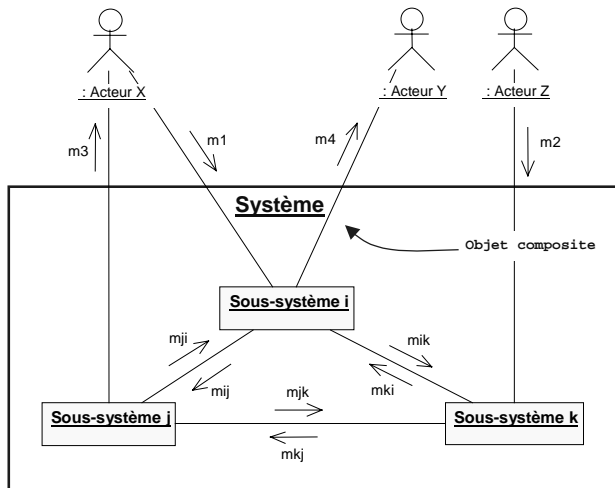 : Acteur X
: Acteur Y
: Acteur Z
m3
m1
m4
m2
Système
Objet composite
Sous-système i
mji
mik
mij
mki
mjk
Sous-système j
Sous-système k
mkj